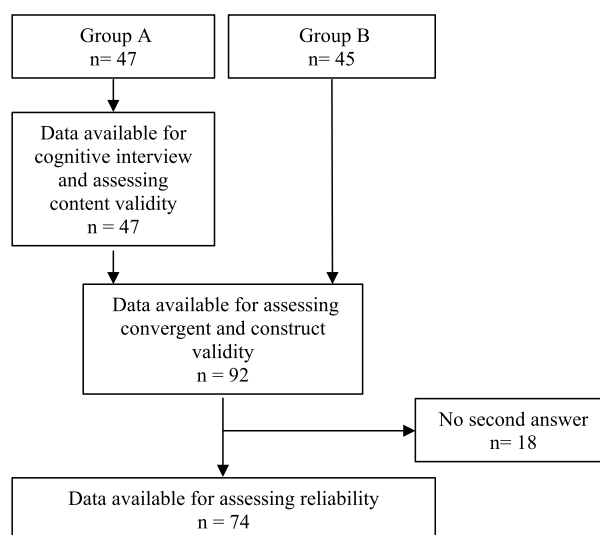 Group A
n= 47
Group B
n= 45
Data available for
cognitive interview
and assessing
content validity
n = 47
Data available for assessing
convergent and construct
validity
n = 92
No second answer
n= 18
Data available for assessing reliability
n = 74